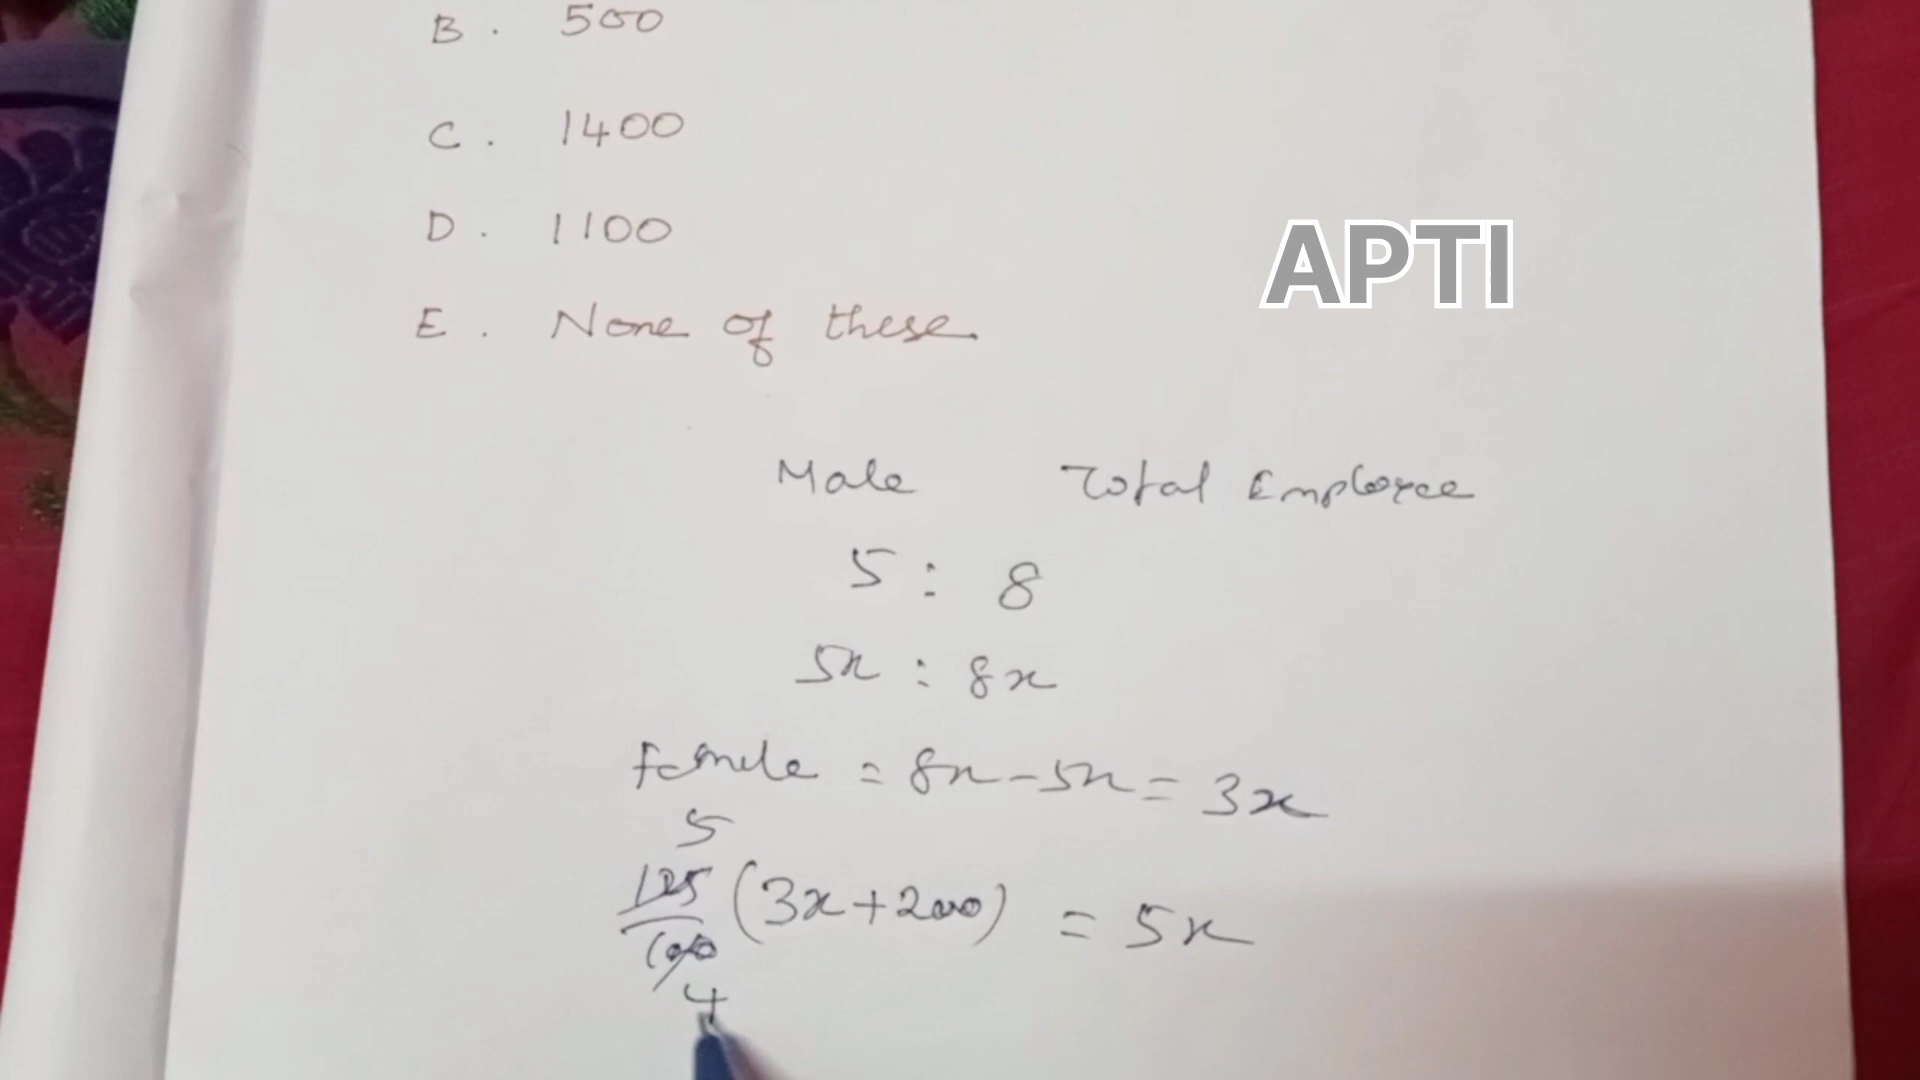 B. 500
C. 1400
D. 1100
APTI
E. None of these
Male Total Employee
5 : 8
5x : 8x
Female = 8x - 5x = 3x
5
125/100 (3x+200) = 5x
4